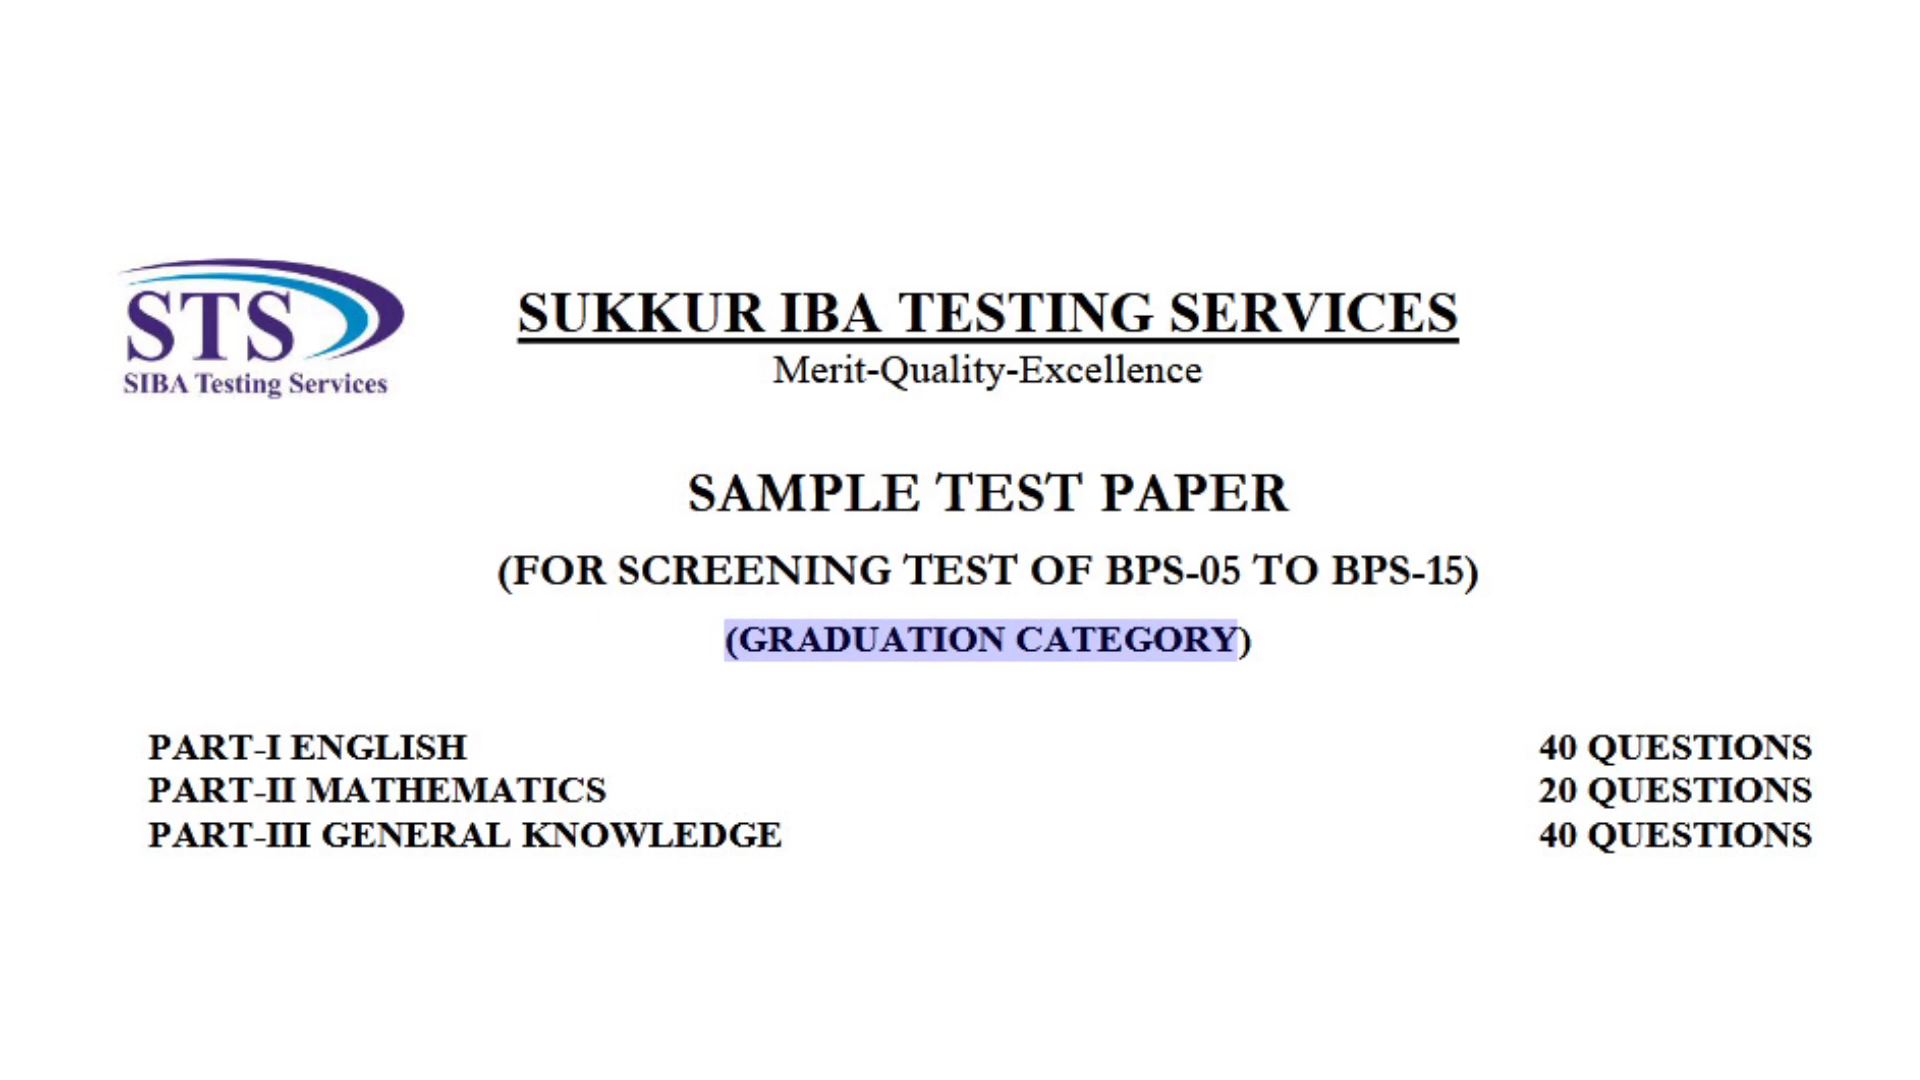 STS
SIBA Testing Services
SUKKUR IBA TESTING SERVICES
Merit-Quality-Excellence
SAMPLE TEST PAPER
(FOR SCREENING TEST OF BPS-05 TO BPS-15)
(GRADUATION CATEGORY)
PART-I ENGLISH 40 QUESTIONS
PART-II MATHEMATICS 20 QUESTIONS
PART-III GENERAL KNOWLEDGE 40 QUESTIONS